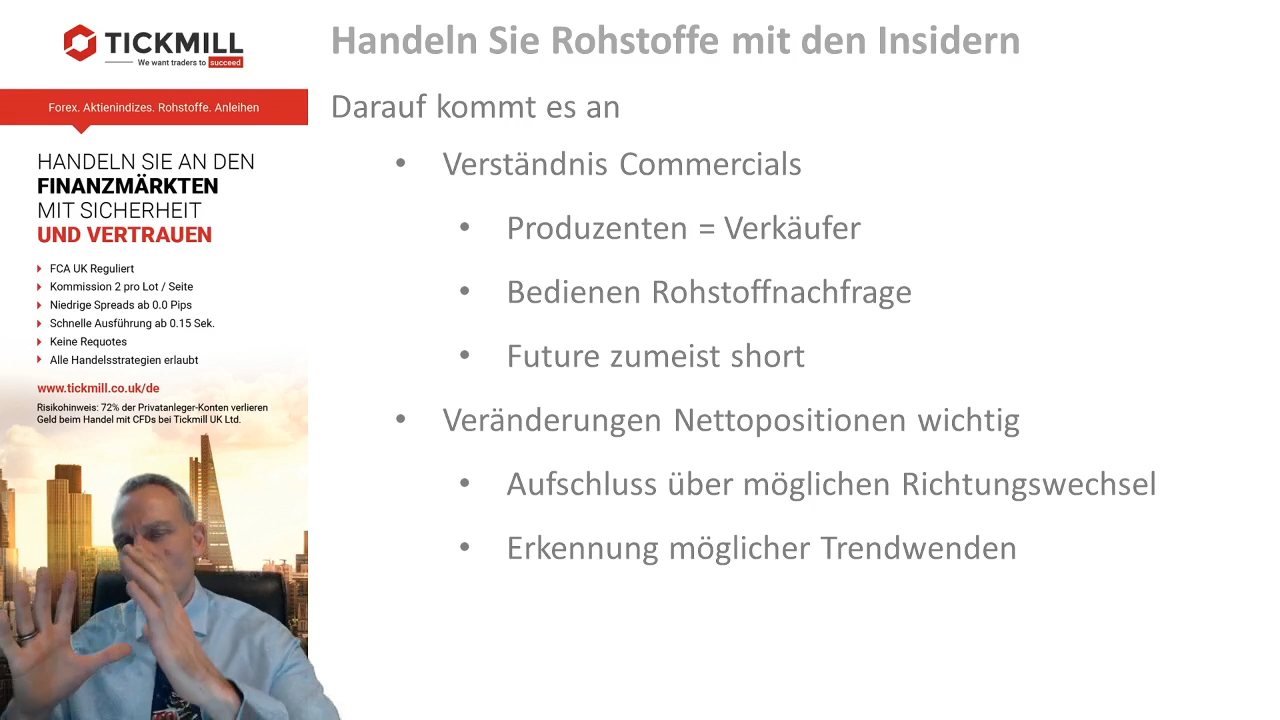 TICKMILL
We want traders to succeed
Forex. Aktienindizes. Rohstoffe. Anleihen
HANDELN SIE AN DEN
FINANZMÄRKTEN
MIT SICHERHEIT
UND VERTRAUEN
FCA UK Reguliert
Kommission 2 pro Lot / Seite
Niedrige Spreads ab 0.0 Pips
Schnelle Ausführung ab 0.15 Sek.
Keine Requotes
Alle Handelsstrategien erlaubt
www.tickmill.co.uk/de
Risikohinweis: 72% der Privatanleger-Konten verlieren
Geld beim Handel mit CFDs bei Tickmill UK Ltd.
Handeln Sie Rohstoffe mit den Insidern
Darauf kommt es an
• Verständnis Commercials
• Produzenten = Verkäufer
• Bedienen Rohstoffnachfrage
• Future zumeist short
• Veränderungen Nettopositionen wichtig
• Aufschluss über möglichen Richtungswechsel
• Erkennung möglicher Trendwenden